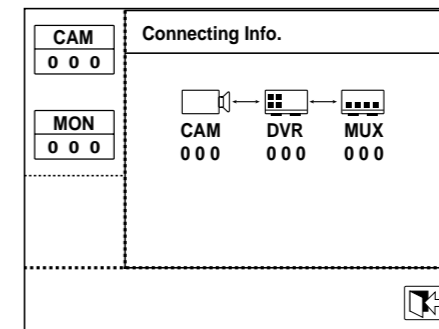 CAM
0 0 0
MON
0 0 0
Connecting Info.
CAM DVR MUX
0 0 0 0 0 0 0 0 0